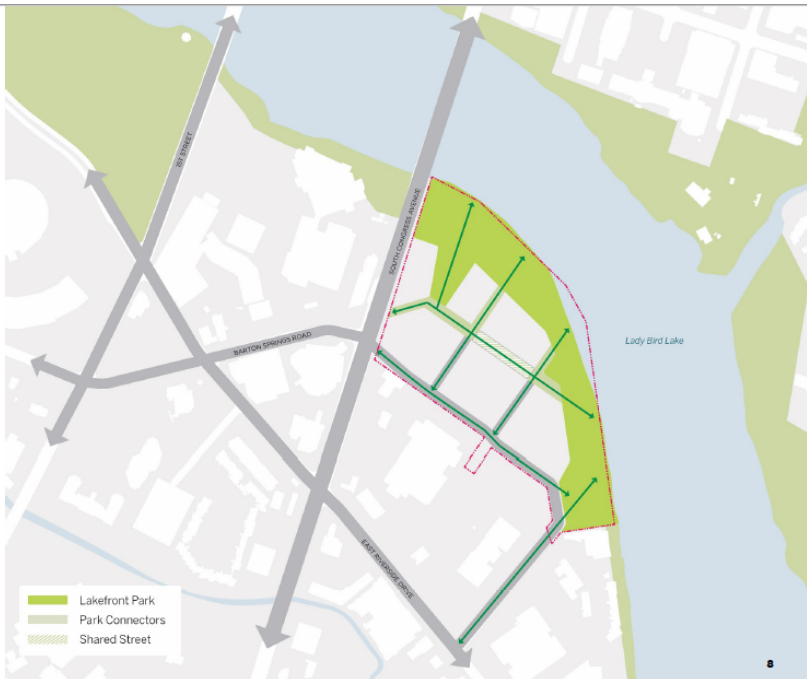 1ST STREET
SOUTH CONGRESS AVENUE
BARTON SPRINGS ROAD
Lady Bird Lake
EAST RIVERSIDE DRIVE
Lakefront Park
Park Connectors
Shared Street
8